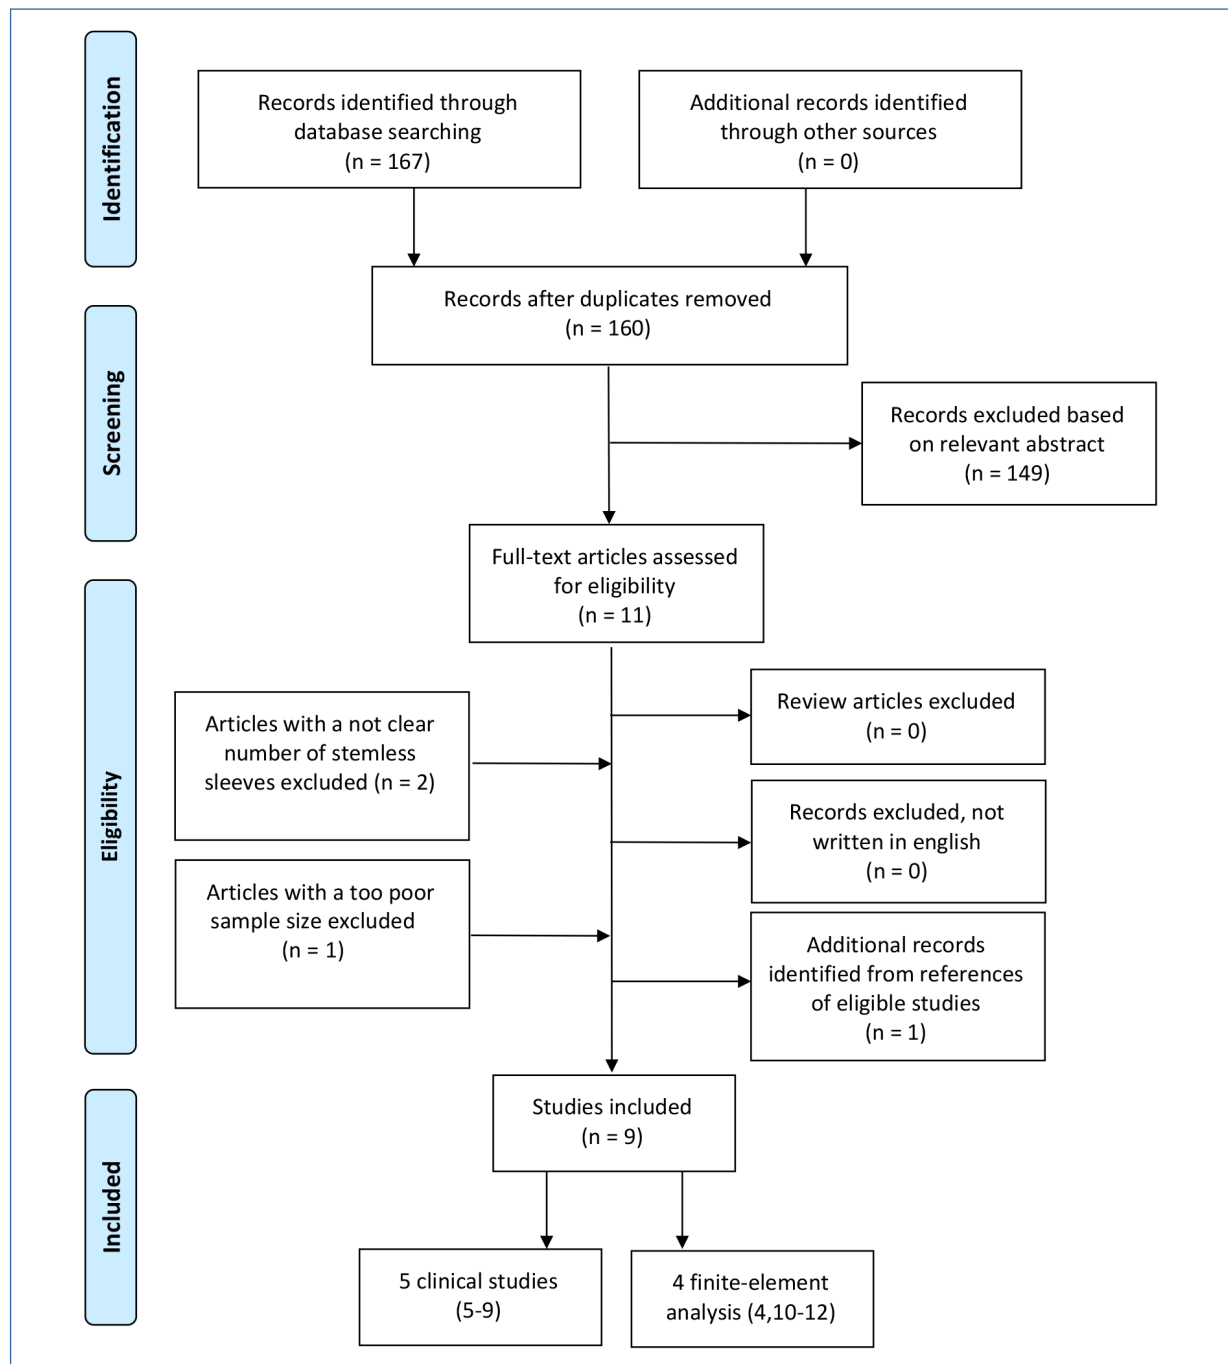 Identification
Records identified through
database searching
(n = 167)
Additional records identified
through other sources
(n = 0)
Records after duplicates removed
(n = 160)
Screening
Records excluded based
on relevant abstract
(n = 149)
Full-text articles assessed
for eligibility
(n = 11)
Eligibility
Review articles excluded
(n = 0)
Articles with a not clear
number of stemless
sleeves excluded (n = 2)
Records excluded, not
written in english
(n = 0)
Articles with a too poor
sample size excluded
(n = 1)
Additional records
identified from references
of eligible studies
(n = 1)
Included
Studies included
(n = 9)
5 clinical studies
(5-9)
4 finite-element
analysis (4,10-12)